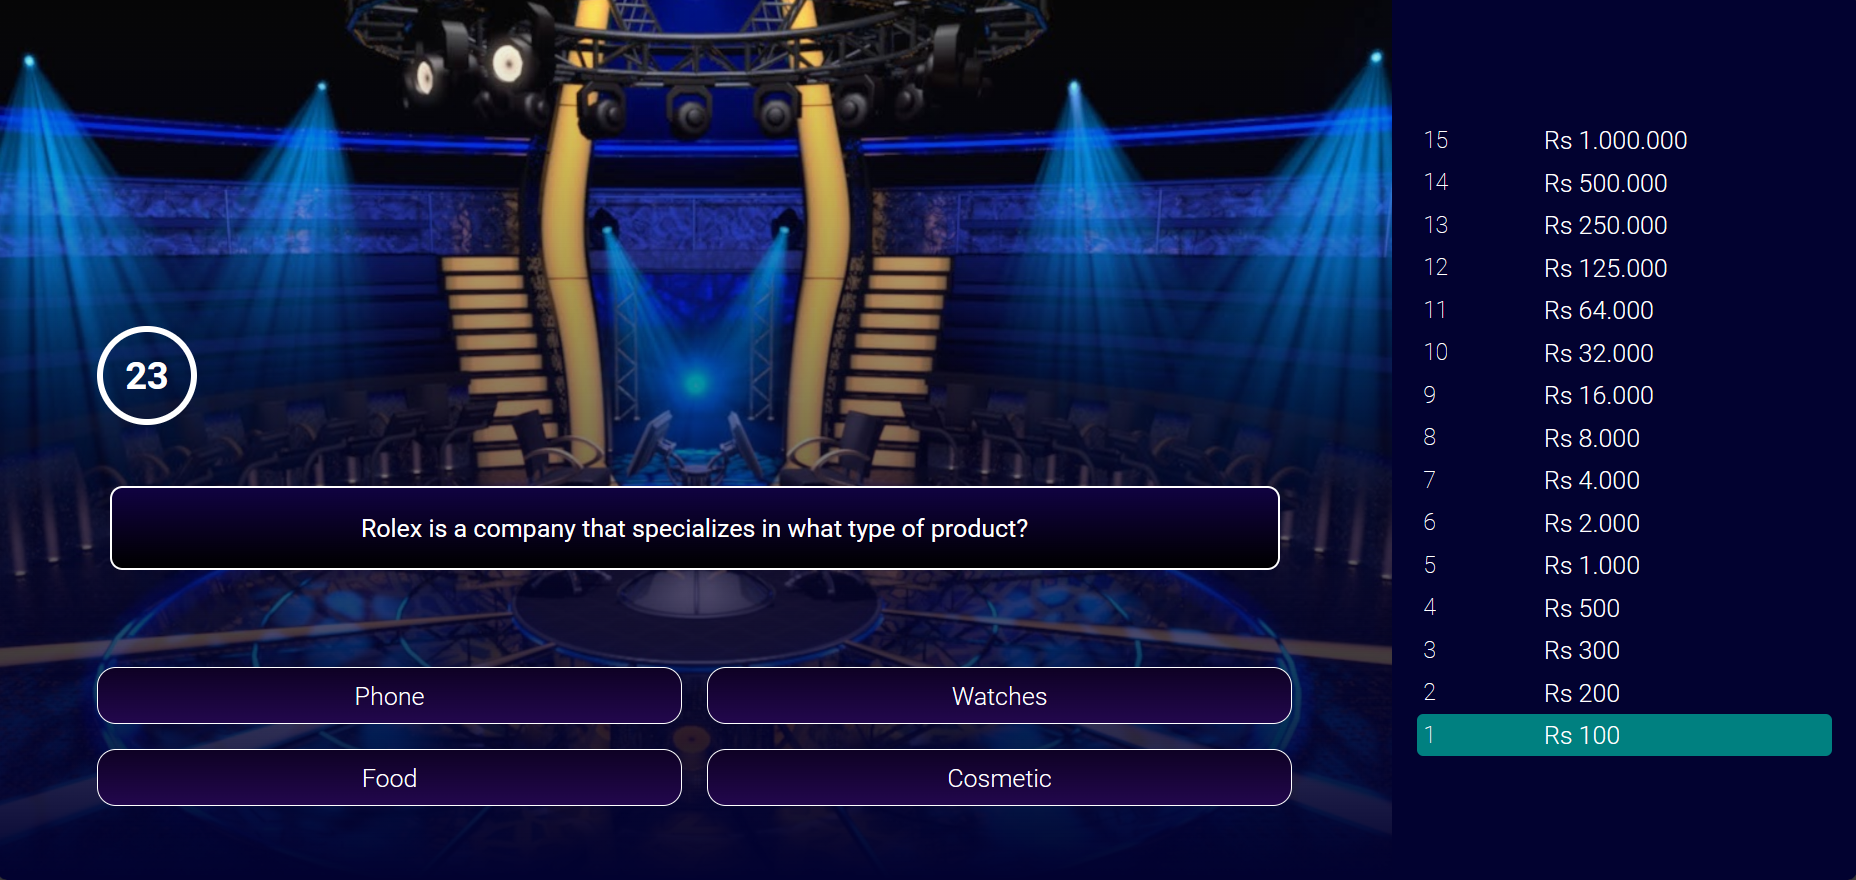 23
Rolex is a company that specializes in what type of product?
Phone
Watches
Food
Cosmetic
15 Rs 1.000.000
14 Rs 500.000
13 Rs 250.000
12 Rs 125.000
11 Rs 64.000
10 Rs 32.000
9 Rs 16.000
8 Rs 8.000
7 Rs 4.000
6 Rs 2.000
5 Rs 1.000
4 Rs 500
3 Rs 300
2 Rs 200
1 Rs 100